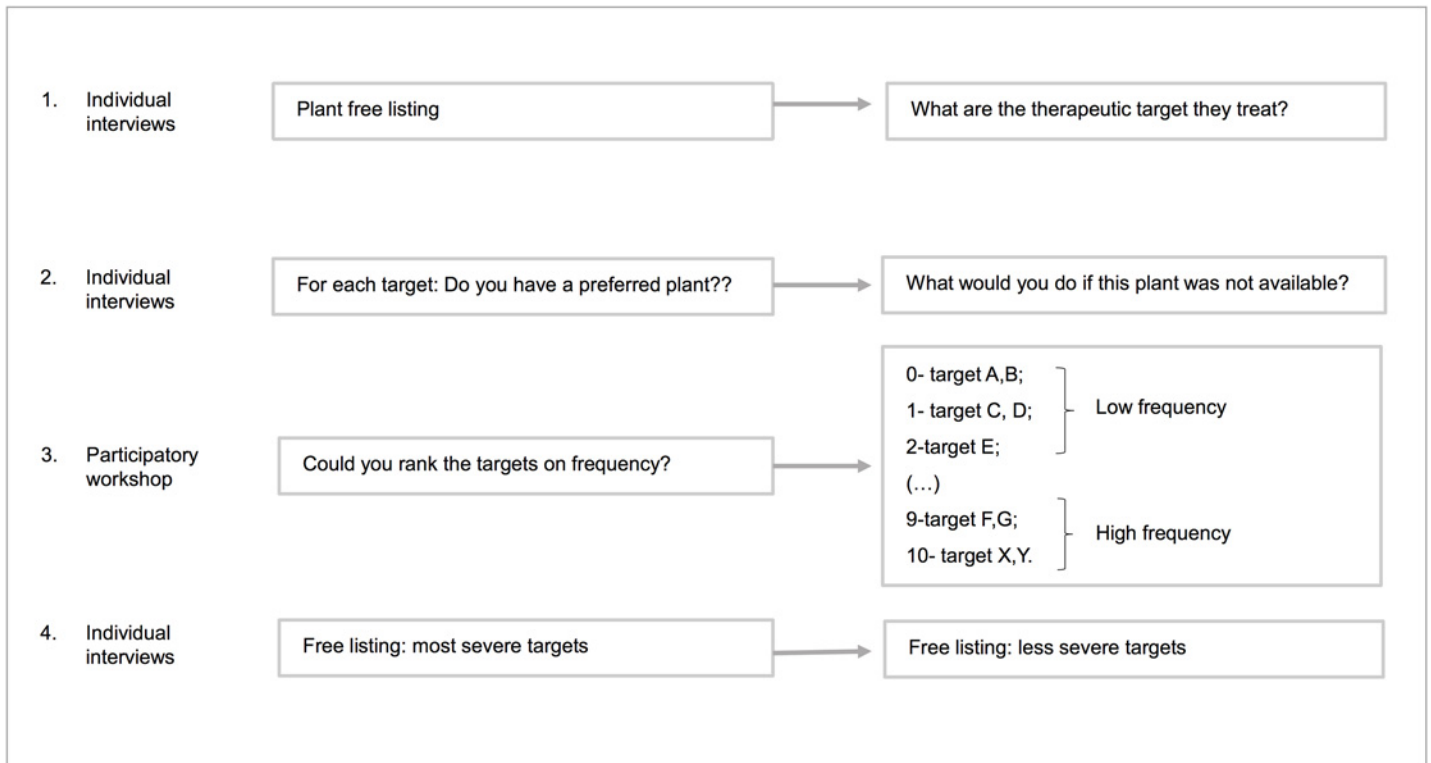 1. Individual
interviews
Plant free listing
What are the therapeutic target they treat?
2. Individual
interviews
For each target: Do you have a preferred plant??
What would you do if this plant was not available?
3. Participatory
workshop
Could you rank the targets on frequency?
0- target A,B;
1- target C, D;
2-target E;
(...)
9-target F,G;
10- target X,Y.
Low frequency
High frequency
4. Individual
interviews
Free listing: most severe targets
Free listing: less severe targets